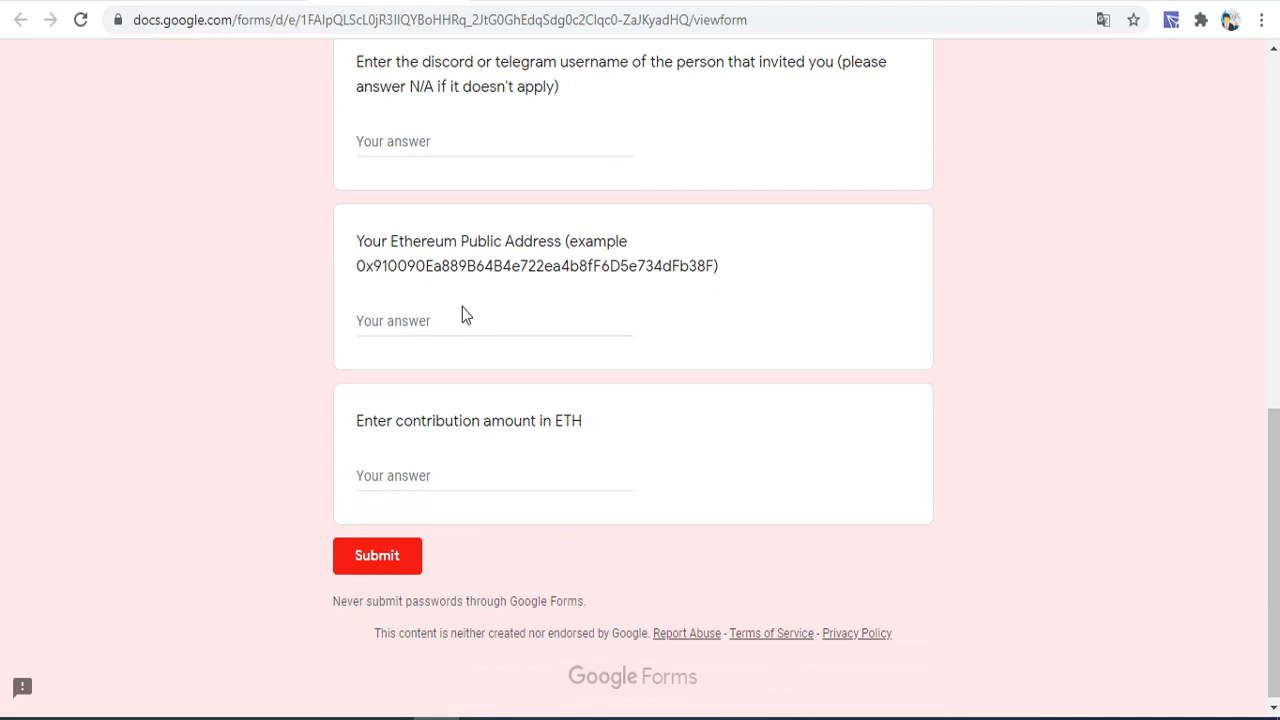 docs.google.com/forms/d/e/1FAIpQLScL0jR3IIQYBoHHRq_2JtG0GhEdqSdg0c2CIqc0-ZaJKyadHQ/viewform
Enter the discord or telegram username of the person that invited you (please
answer N/A if it doesn't apply)
Your answer
Your Ethereum Public Address (example
0x910090Ea889B64B4e722ea4b8fF6D5e734dFb38F)
Your answer
Enter contribution amount in ETH
Your answer
Submit
Never submit passwords through Google Forms.
This content is neither created nor endorsed by Google. Report Abuse - Terms of Service - Privacy Policy
Google Forms